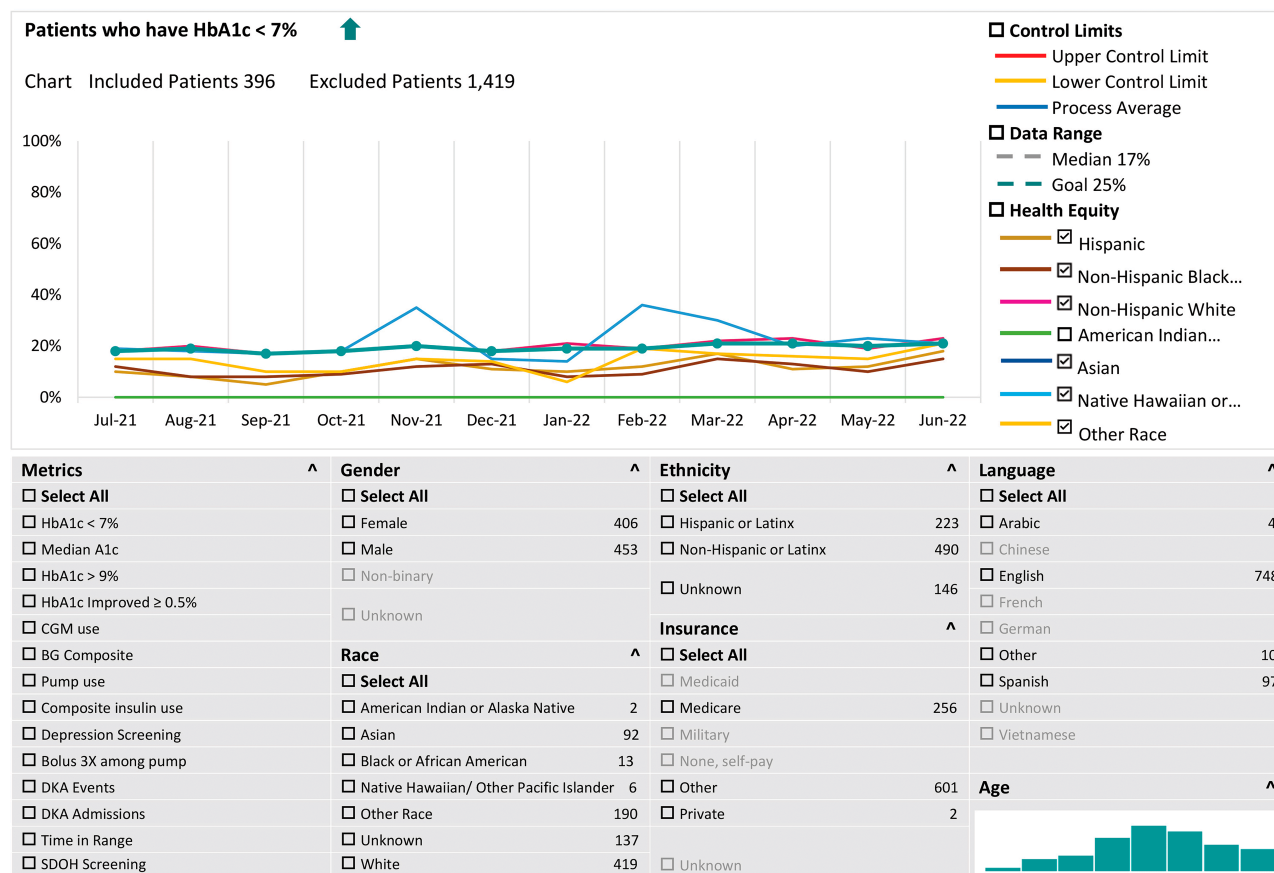 Patients who have HbA1c < 7%
Chart Included Patients 396 Excluded Patients 1,419
100%
80%
60%
40%
20%
0%
Jul-21 Aug-21 Sep-21 Oct-21 Nov-21 Dec-21 Jan-22 Feb-22 Mar-22 Apr-22 May-22 Jun-22
Control Limits
Upper Control Limit
Lower Control Limit
Process Average
Data Range
Median 17%
Goal 25%
Health Equity
Hispanic
Non-Hispanic Black...
Non-Hispanic White
American Indian...
Asian
Native Hawaiian or...
Other Race
Metrics ^
Select All
HbA1c < 7%
Median A1c
HbA1c > 9%
HbA1c Improved ≥ 0.5%
CGM use
BG Composite
Pump use
Composite insulin use
Depression Screening
Bolus 3X among pump
DKA Events
DKA Admissions
Time in Range
SDOH Screening
Gender ^
Select All
Female 406
Male 453
Non-binary
Unknown
Race ^
Select All
American Indian or Alaska Native 2
Asian 92
Black or African American 13
Native Hawaiian/ Other Pacific Islander 6
Other Race 190
Unknown 137
White 419
Ethnicity ^
Select All
Hispanic or Latinx 223
Non-Hispanic or Latinx 490
Unknown 146
Insurance ^
Select All
Medicaid
Medicare 256
Military
None, self-pay
Other 601
Private 2
Unknown
Language ^
Select All
Arabic 4
Chinese
English 748
French
German
Other 10
Spanish 97
Unknown
Vietnamese
Age ^